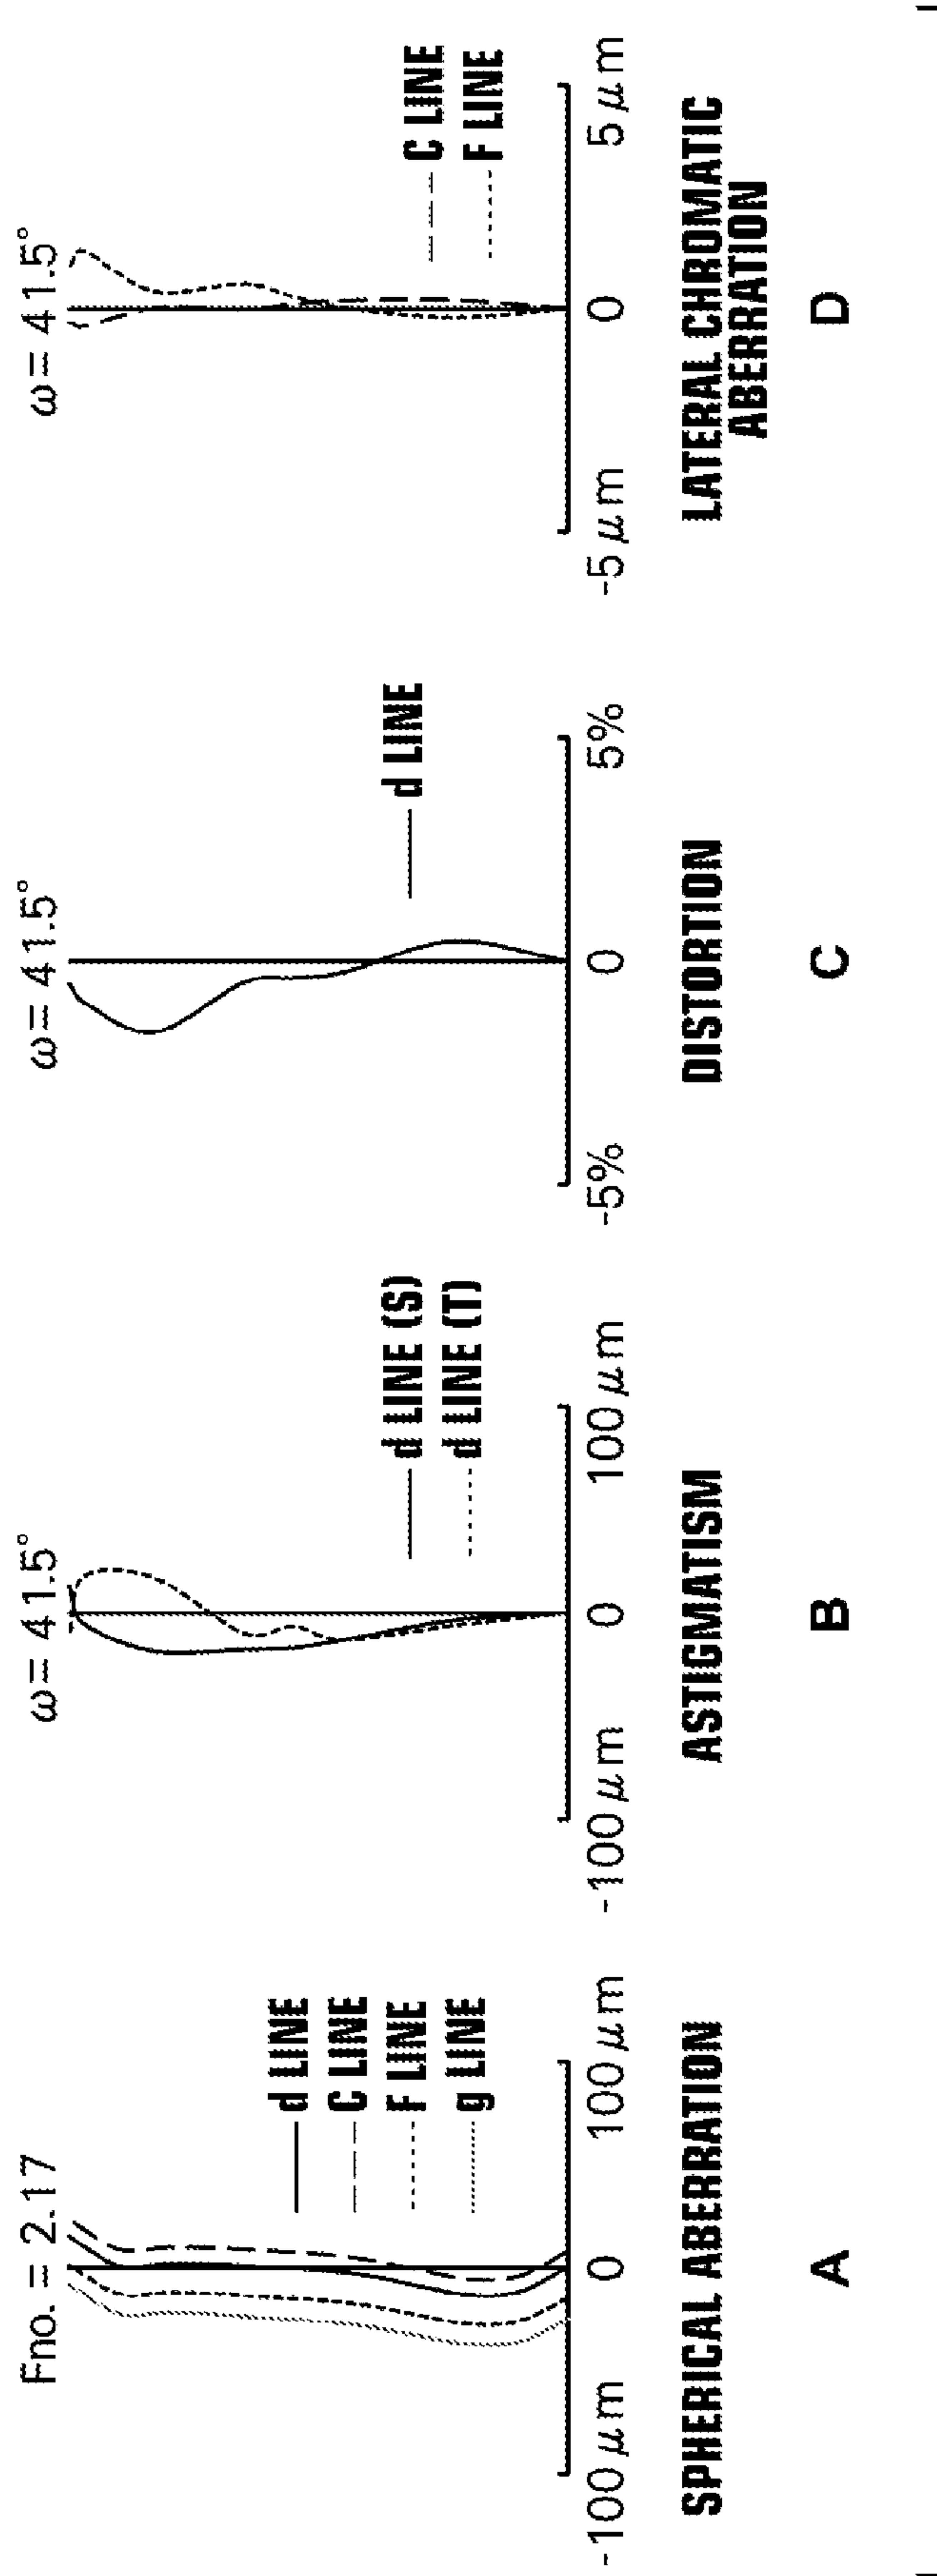 Fno. = 2.17
d LINE
C LINE
F LINE
g LINE
-100 μm
0
100 μm
SPHERICAL ABERRATION
A
ω= 41.5°
d LINE (S)
d LINE (T)
-100 μm
0
100 μm
ASTIGMATISM
B
ω= 41.5°
d LINE
-5%
0
5%
DISTORTION
C
ω= 41.5°
C LINE
F LINE
-5 μm
0
5 μm
LATERAL CHROMATIC
ABERRATION
D